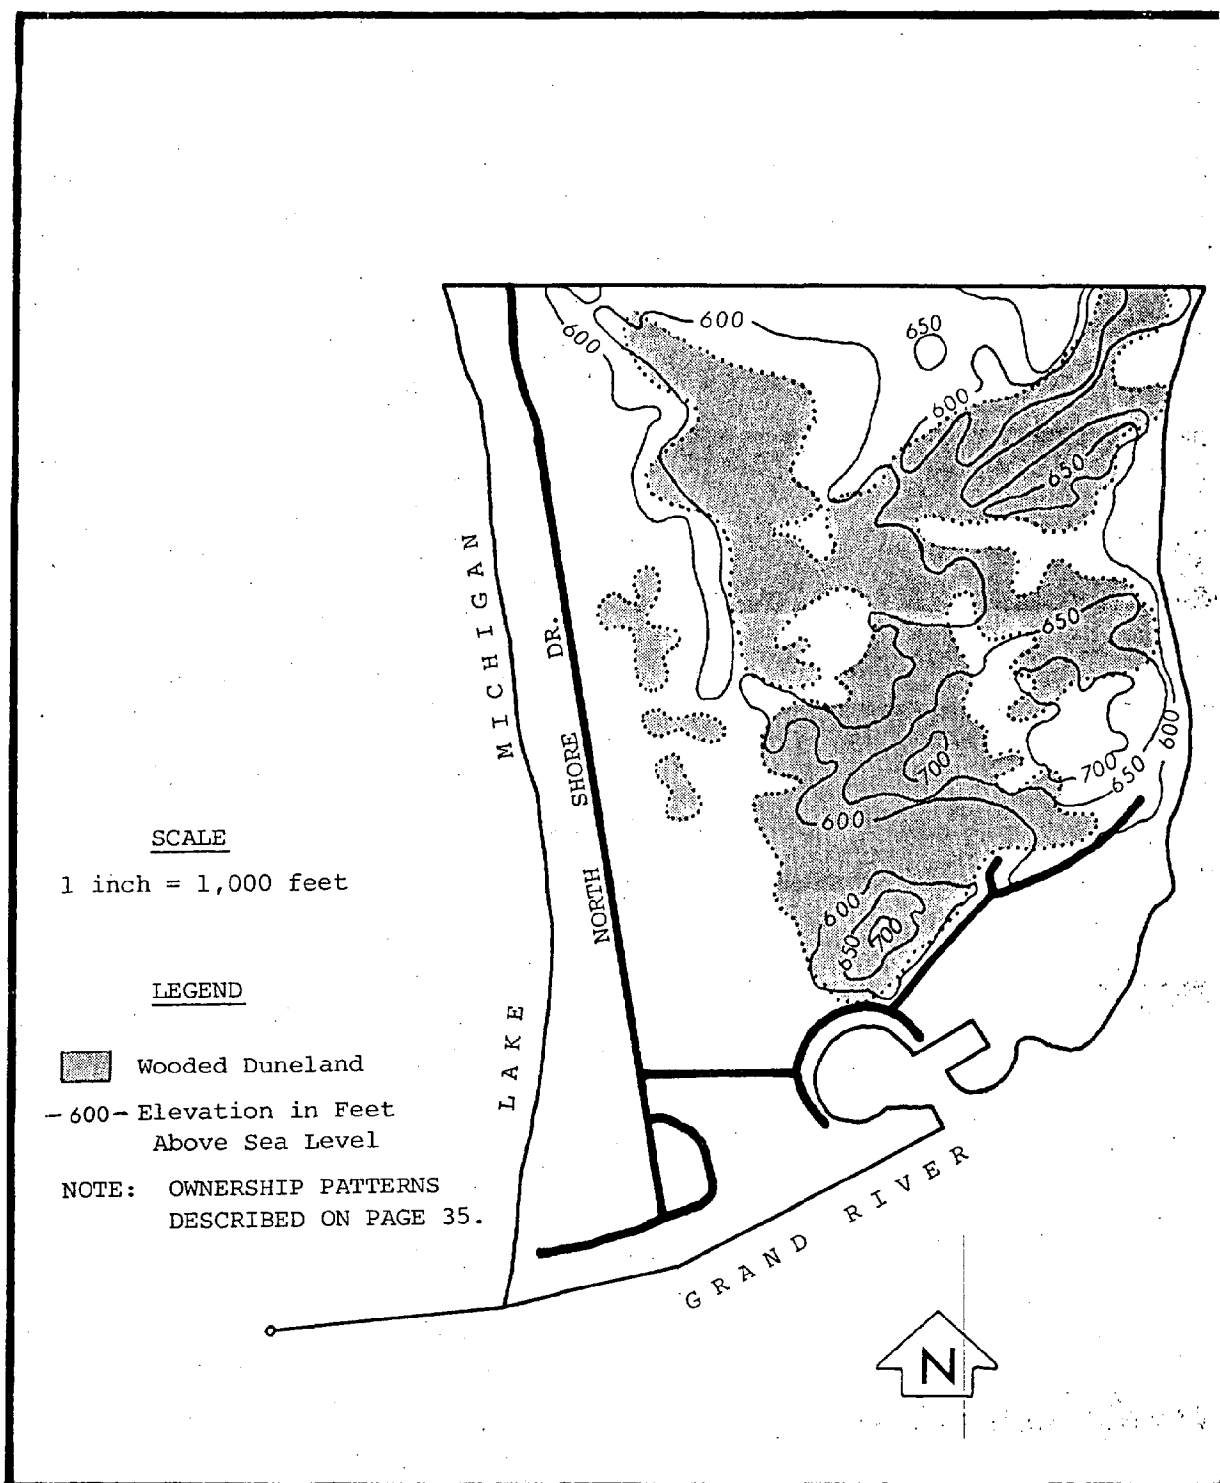 600
600
650
600
650
650
MICHIGAN
DR.
SHORE
NORTH
LAKE
700
700
650
600
600
600
650
700
SCALE
1 inch = 1,000 feet
LEGEND
Wooded Duneland
-600- Elevation in Feet
Above Sea Level
NOTE: OWNERSHIP PATTERNS
DESCRIBED ON PAGE 35.
GRAND RIVER
N